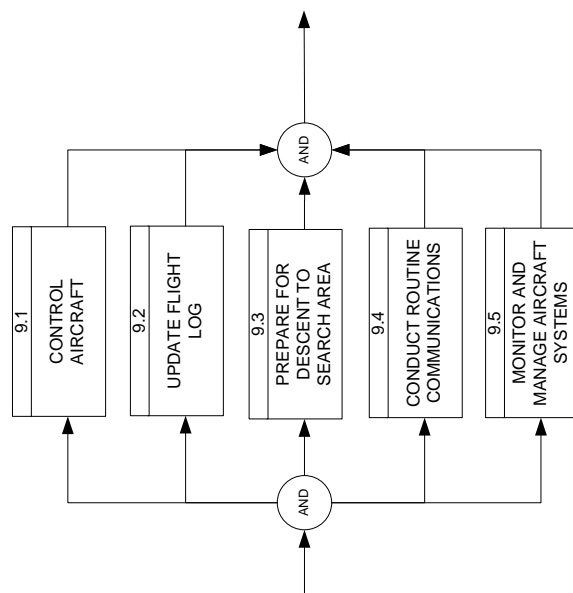 AND
9.1
CONTROL
AIRCRAFT
9.2
UPDATE FLIGHT
LOG
9.3
PREPARE FOR
DESCENT TO
SEARCH AREA
9.4
CONDUCT ROUTINE
COMMUNICATIONS
9.5
MONITOR AND
MANAGE AIRCRAFT
SYSTEMS
AND